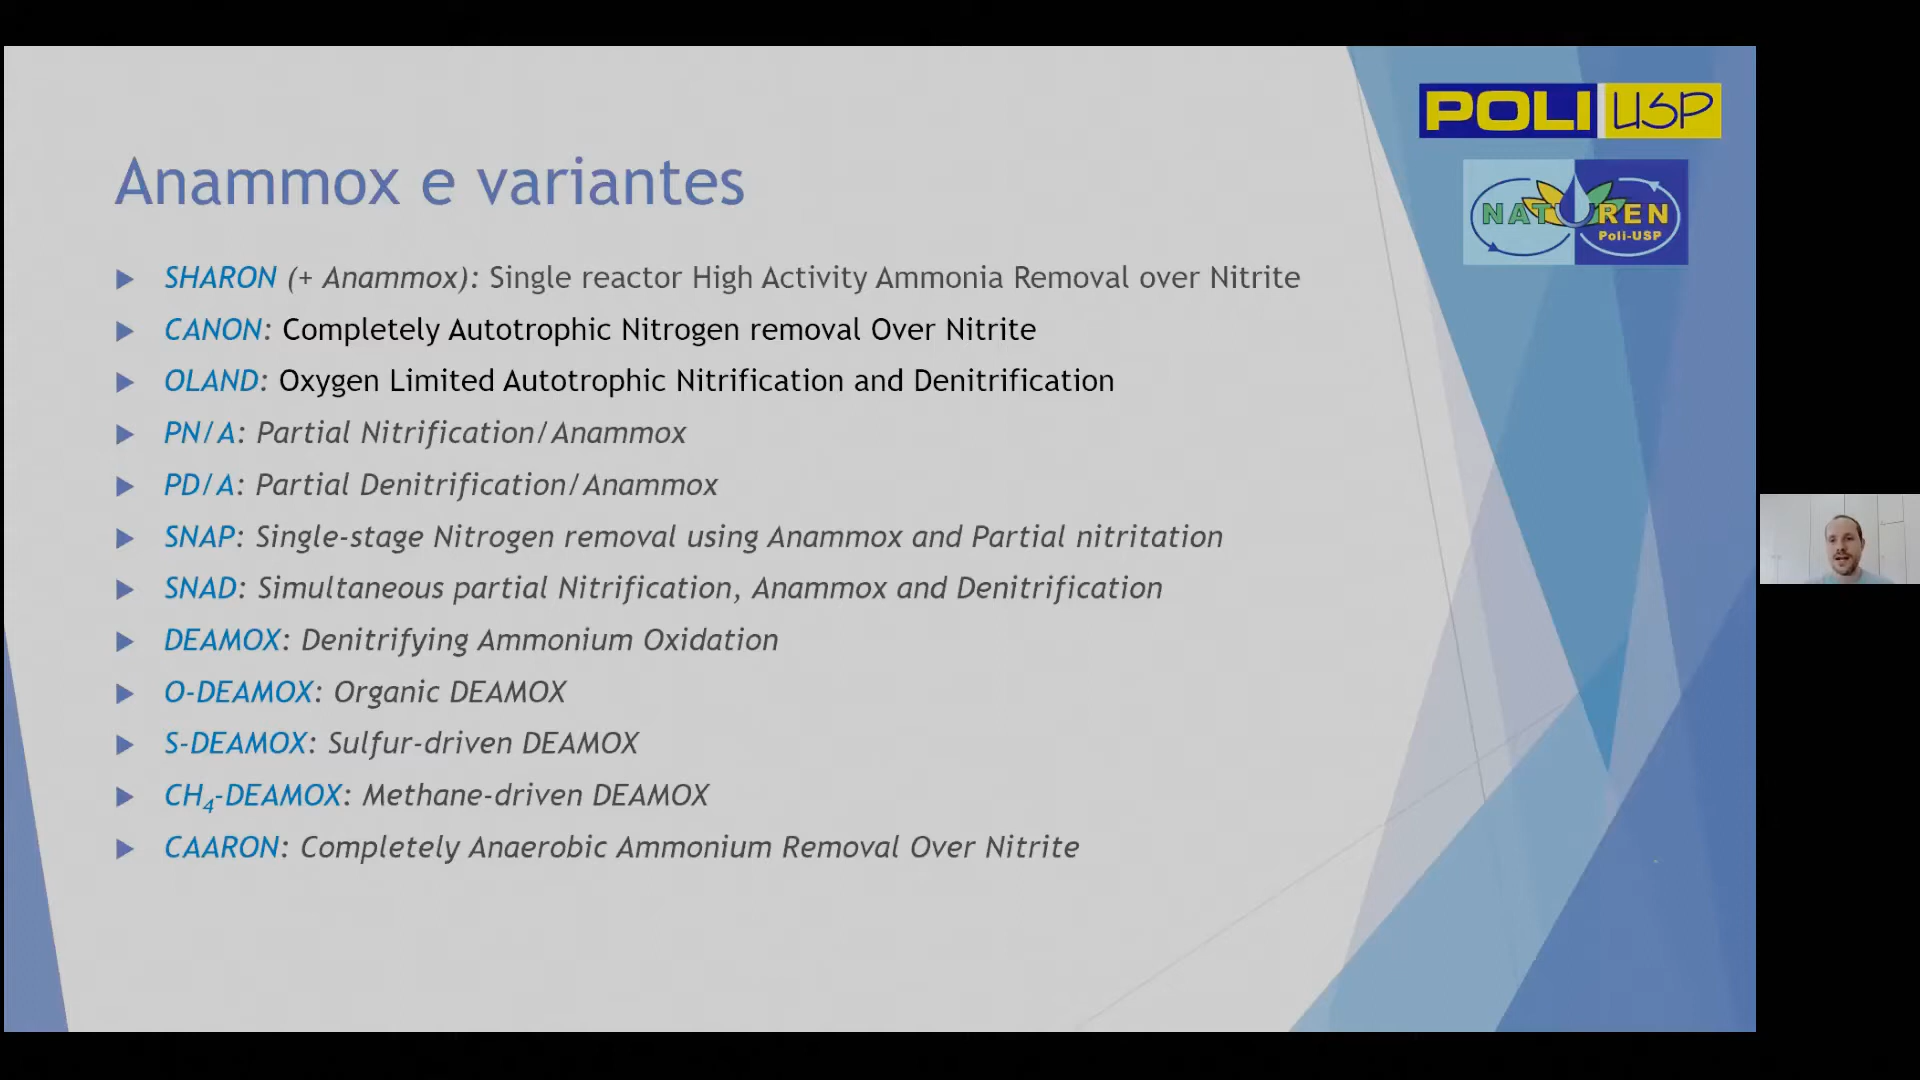 POLI USP
NATUREN
Poli-USP
Anammox e variantes
SHARON (+ Anammox): Single reactor High Activity Ammonia Removal over Nitrite
CANON: Completely Autotrophic Nitrogen removal Over Nitrite
OLAND: Oxygen Limited Autotrophic Nitrification and Denitrification
PN/A: Partial Nitrification/Anammox
PD/A: Partial Denitrification/Anammox
SNAP: Single-stage Nitrogen removal using Anammox and Partial nitritation
SNAD: Simultaneous partial Nitrification, Anammox and Denitrification
DEAMOX: Denitrifying Ammonium Oxidation
O-DEAMOX: Organic DEAMOX
S-DEAMOX: Sulfur-driven DEAMOX
CH4-DEAMOX: Methane-driven DEAMOX
CAARON: Completely Anaerobic Ammonium Removal Over Nitrite